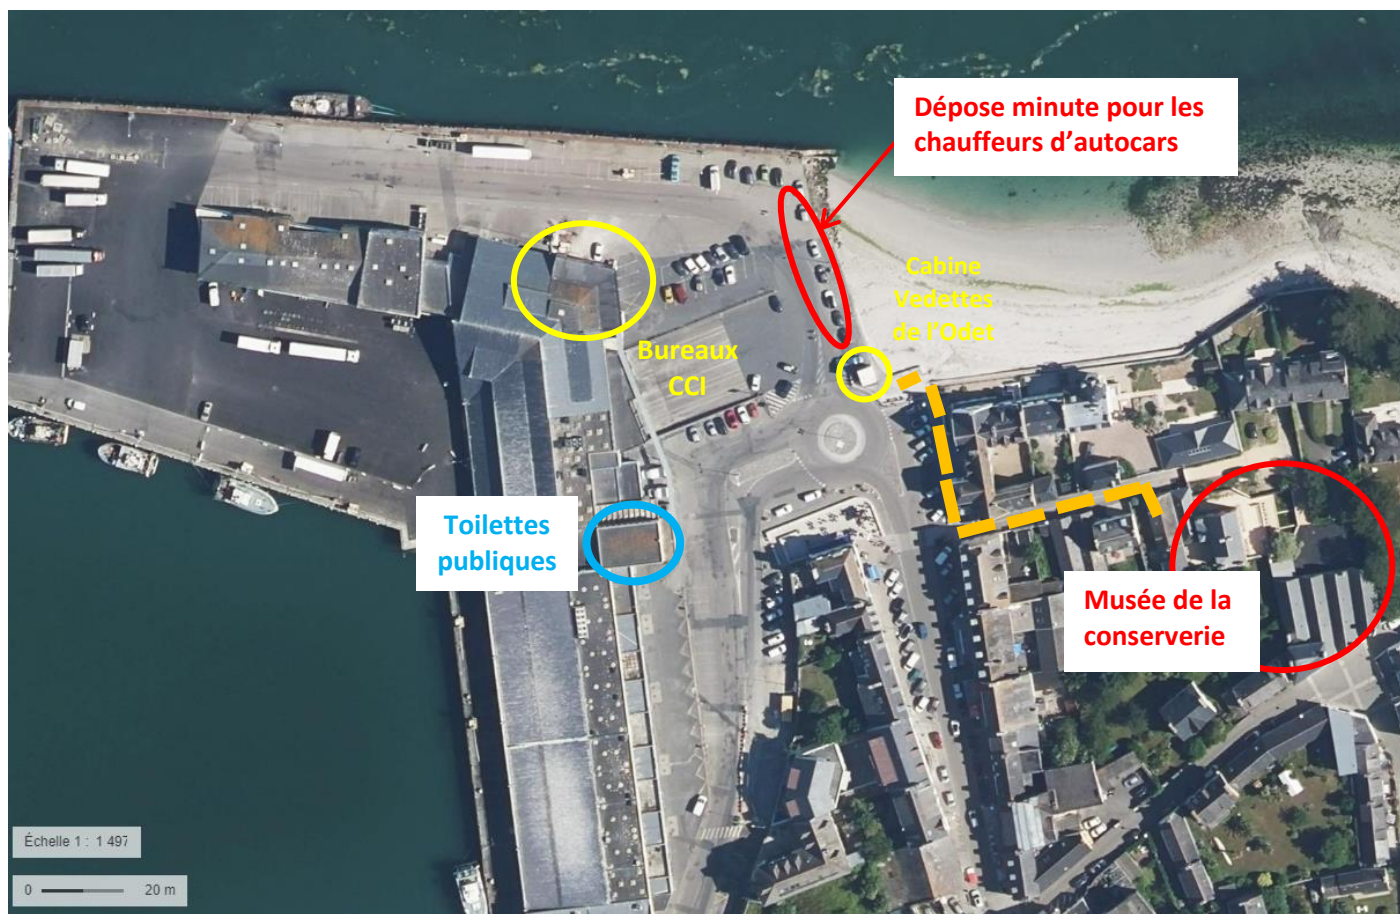 Dépose minute pour les
chauffeurs d’autocars
Cabine
Vedettes
de l’Odet
Bureaux
CCI
Toilettes
publiques
Musée de la
conserverie
Échelle 1 : 1 497
0 20 m